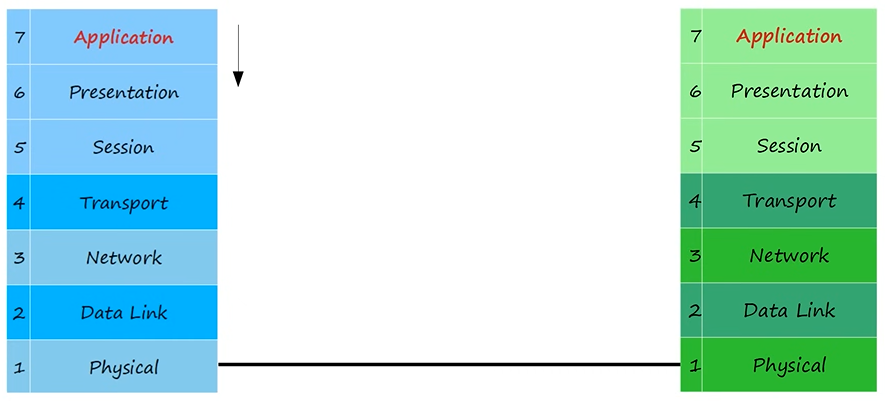 7 Application
6 Presentation
5 Session
4 Transport
3 Network
2 Data Link
1 Physical
7 Application
6 Presentation
5 Session
4 Transport
3 Network
2 Data Link
1 Physical